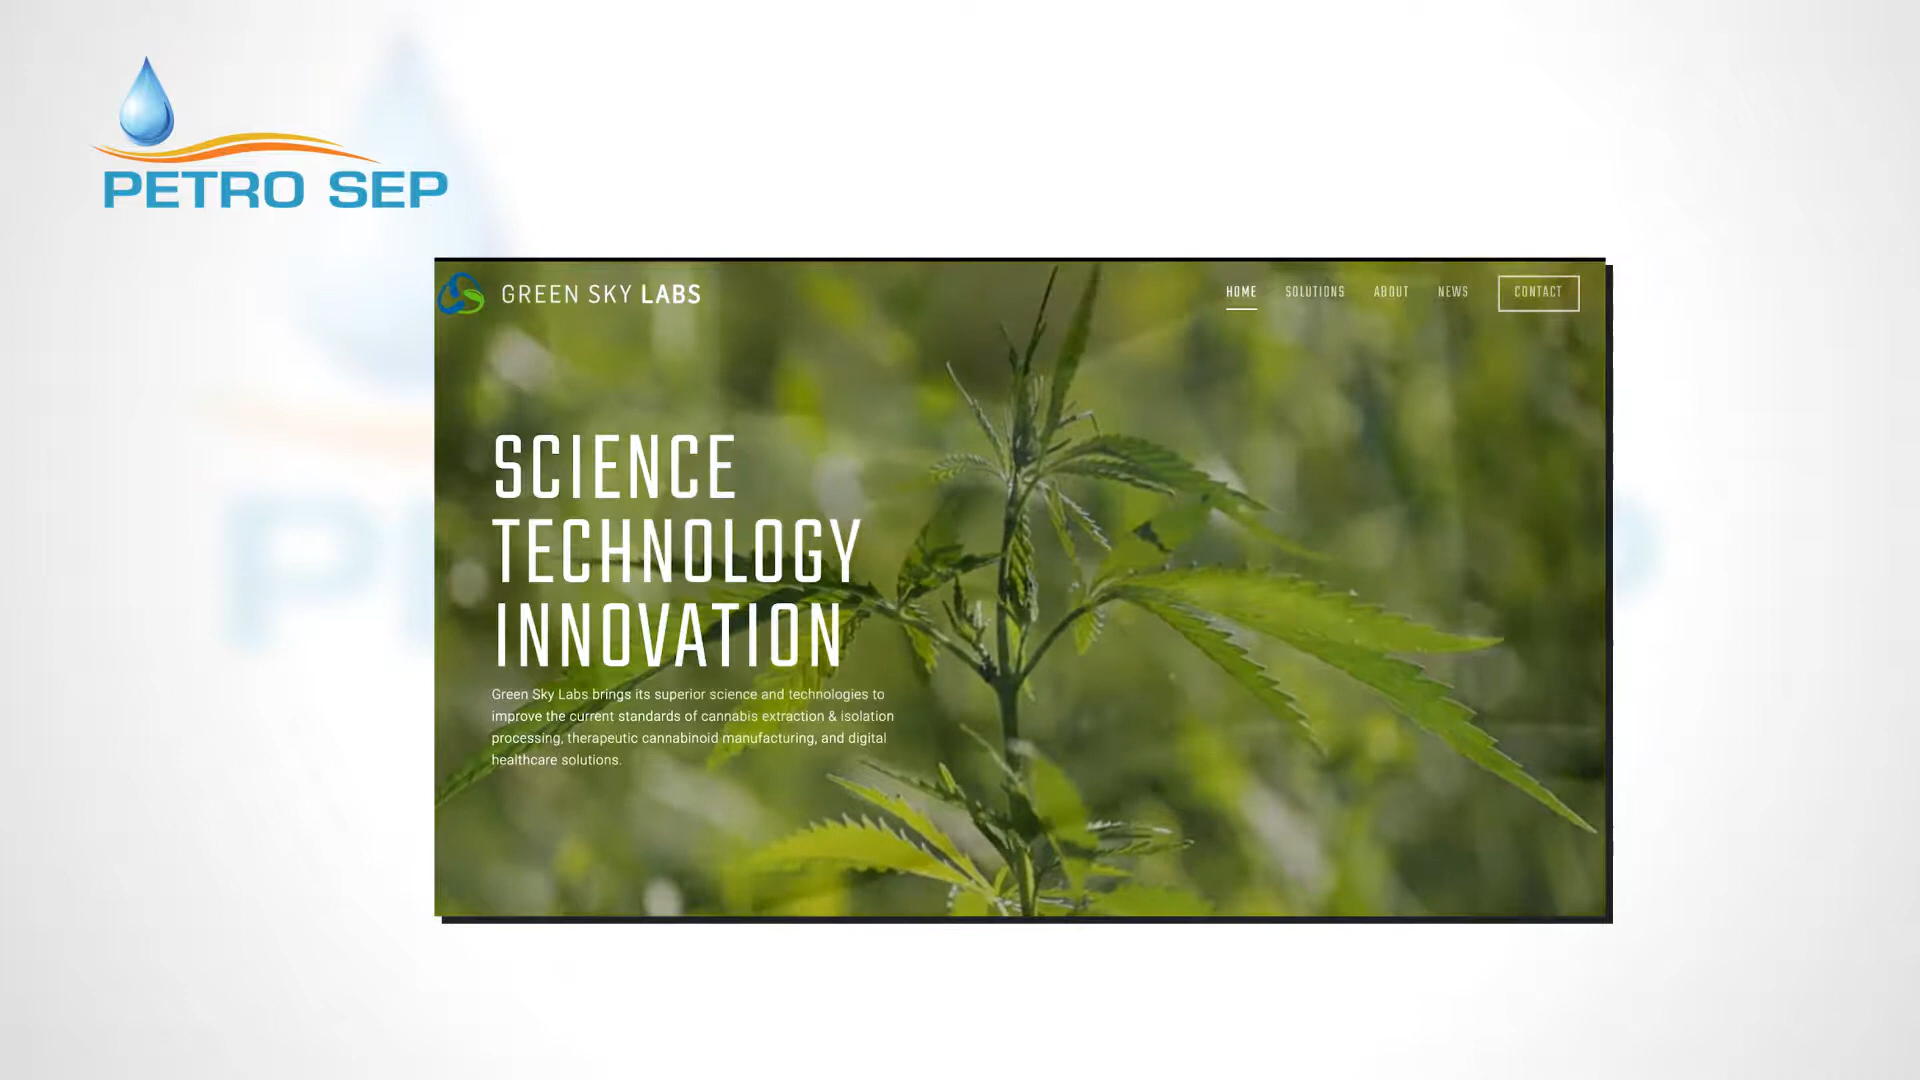 PETRO SEP
GREEN SKY LABS
HOME SOLUTIONS ABOUT NEWS CONTACT
SCIENCE
TECHNOLOGY
INNOVATION
Green Sky Labs brings its superior science and technologies to
improve the current standards of cannabis extraction & isolation
processing, therapeutic cannabinoid manufacturing, and digital
healthcare solutions.